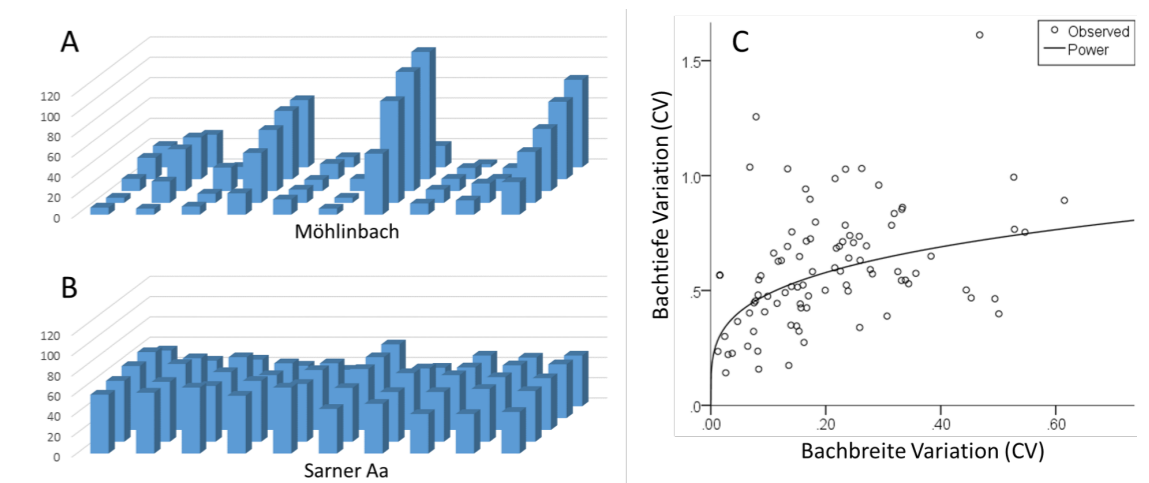 A
120
100
80
60
40
20
0
Möhlinbach
B
120
100
80
60
40
20
0
Sarner Aa
C
Observed
Power
Bachtiefe Variation (CV)
1.5
1.0
.5
.0
.00 .20 .40 .60
Bachbreite Variation (CV)